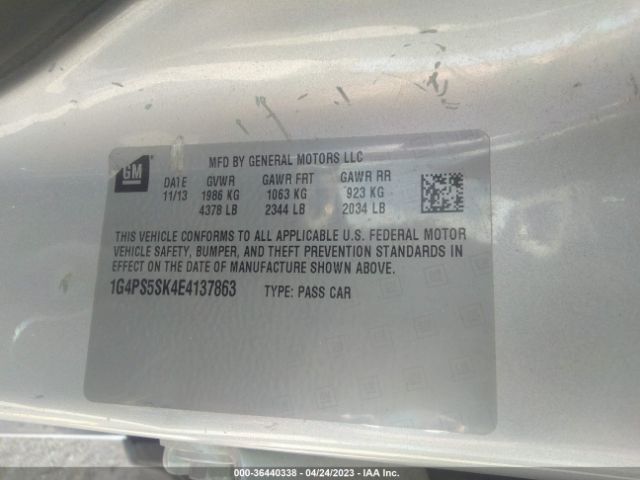 GM
MFD BY GENERAL MOTORS LLC
DATE GVWR GAWR FRT GAWR RR
11/13 1986 KG 1063 KG 923 KG
4378 LB 2344 LB 2034 LB
THIS VEHICLE CONFORMS TO ALL APPLICABLE U.S. FEDERAL MOTOR
VEHICLE SAFETY, BUMPER, AND THEFT PREVENTION STANDARDS IN
EFFECT ON THE DATE OF MANUFACTURE SHOWN ABOVE.
1G4PS5SK4E4137863 TYPE: PASS CAR
000-36440338 - 04/24/2023 - IAA Inc.